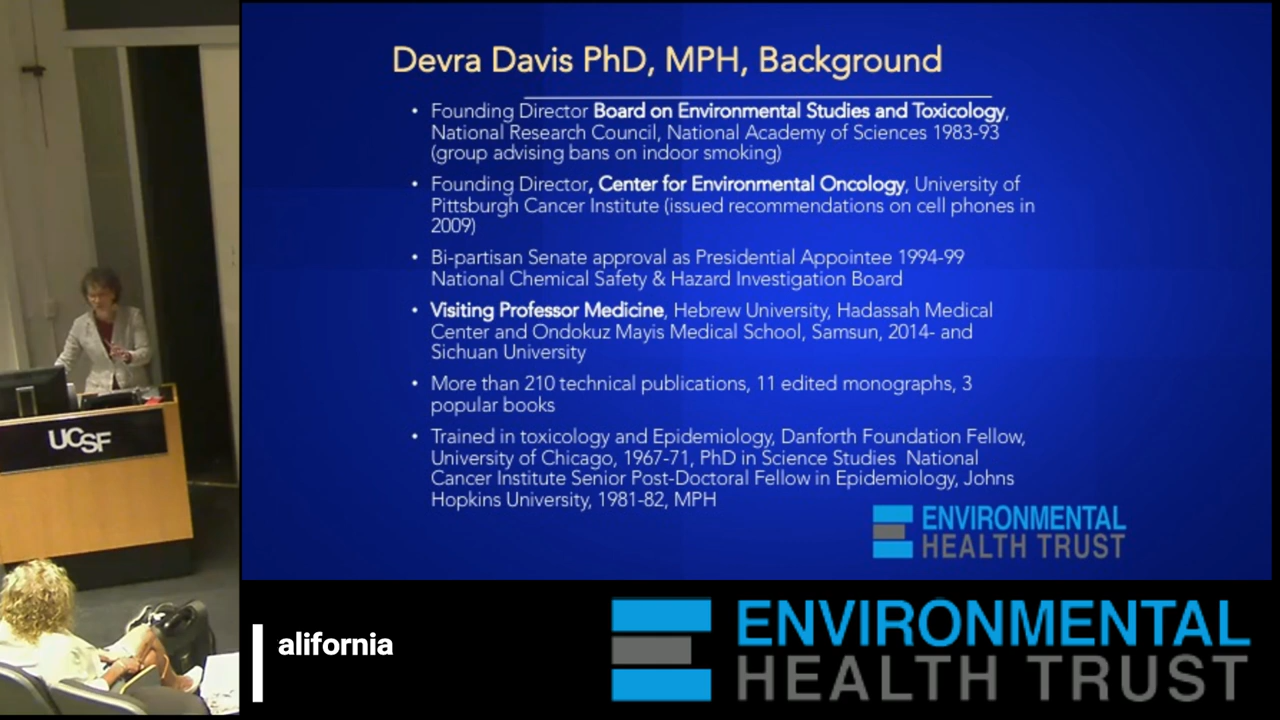 Devra Davis PhD, MPH, Background
• Founding Director Board on Environmental Studies and Toxicology,
National Research Council, National Academy of Sciences 1983-93
(group advising bans on indoor smoking)
• Founding Director, Center for Environmental Oncology, University of
Pittsburgh Cancer Institute (issued recommendations on cell phones in
2009)
• Bi-partisan Senate approval as Presidential Appointee 1994-99
National Chemical Safety & Hazard Investigation Board
• Visiting Professor Medicine, Hebrew University, Hadassah Medical
Center and Ondokuz Mayis Medical School, Samsun, 2014- and
Sichuan University
• More than 210 technical publications, 11 edited monographs, 3
popular books
• Trained in toxicology and Epidemiology, Danforth Foundation Fellow,
University of Chicago, 1967-71, PhD in Science Studies National
Cancer Institute Senior Post-Doctoral Fellow in Epidemiology, Johns
Hopkins University, 1981-82, MPH
ENVIRONMENTAL
HEALTH TRUST
UCSF
alifornia
ENVIRONMENTAL
HEALTH TRUST